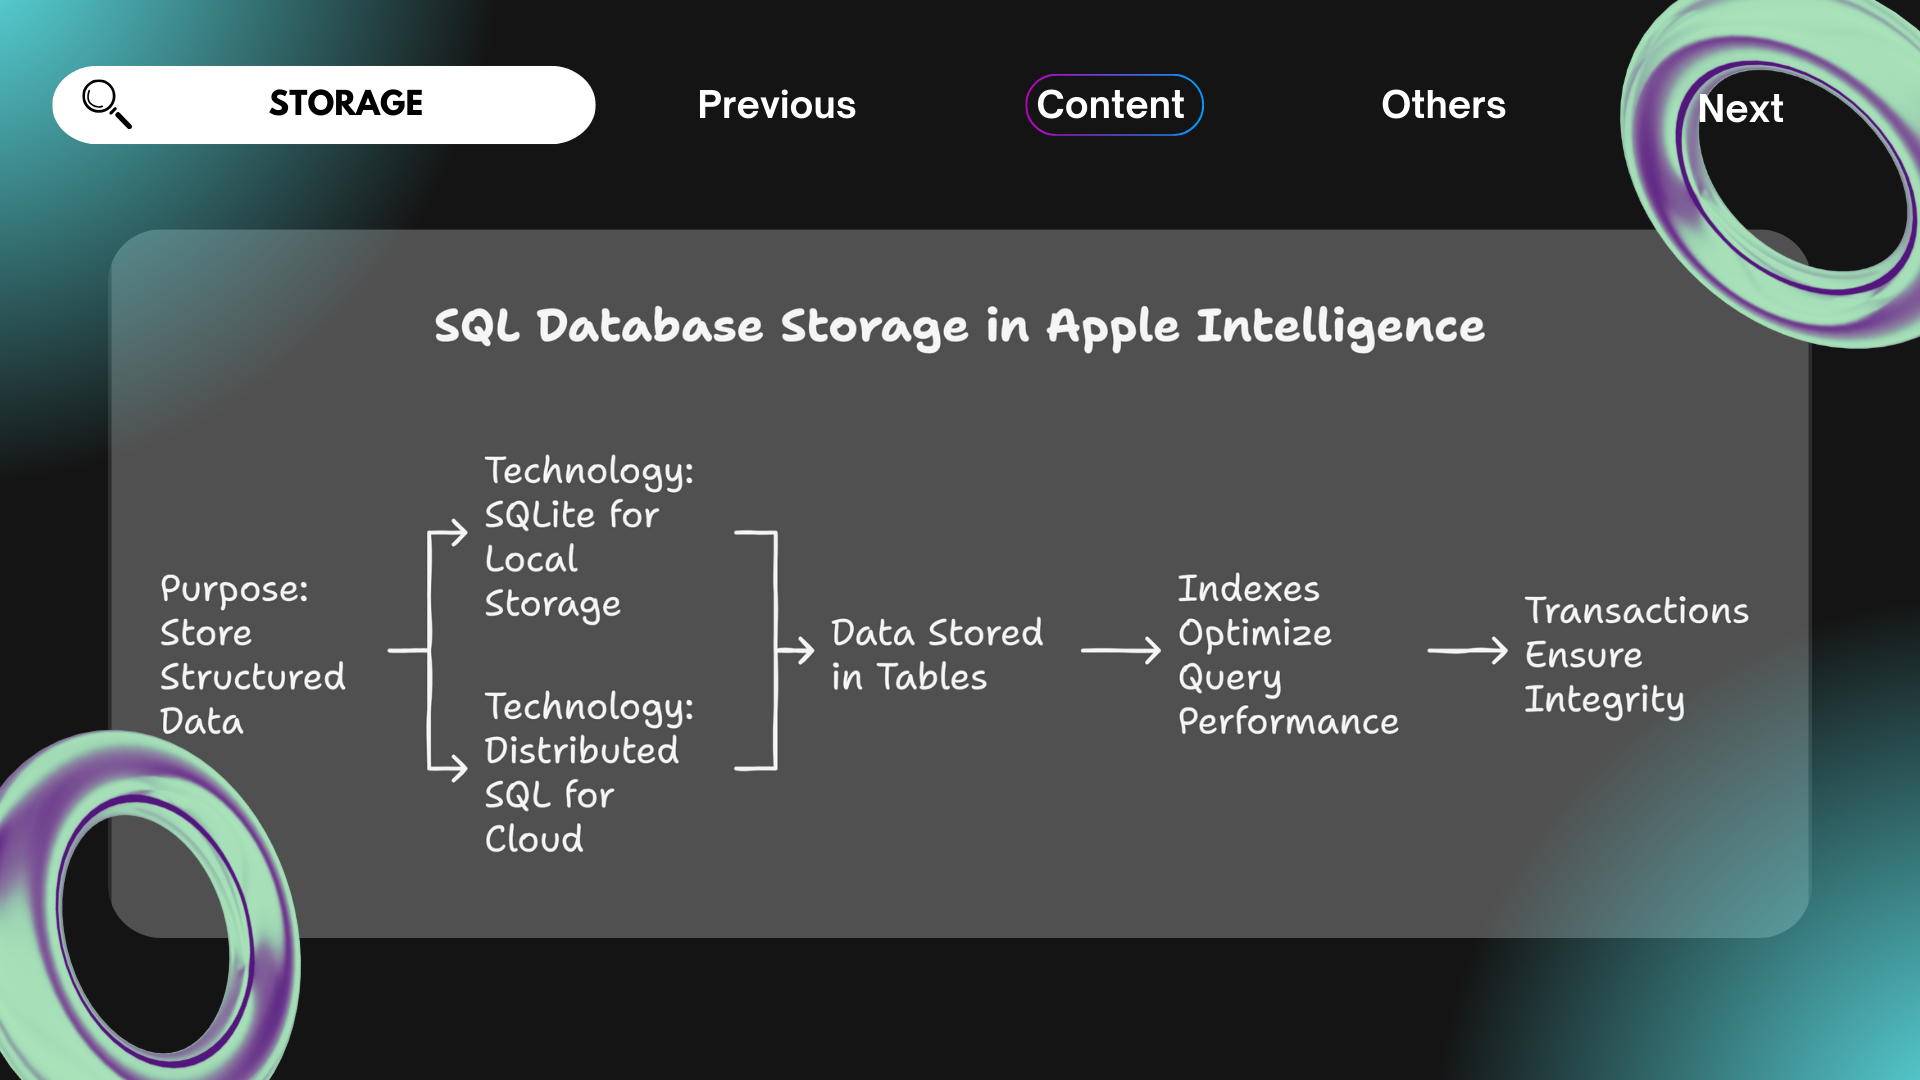 STORAGE
Previous
Content
Others
Next
SQL Database Storage in Apple Intelligence
Purpose:
Store
Structured
Data
Technology:
SQLite for
Local
Storage
Technology:
Distributed
SQL for
Cloud
Data Stored
in Tables
Indexes
Optimize
Query
Performance
Transactions
Ensure
Integrity